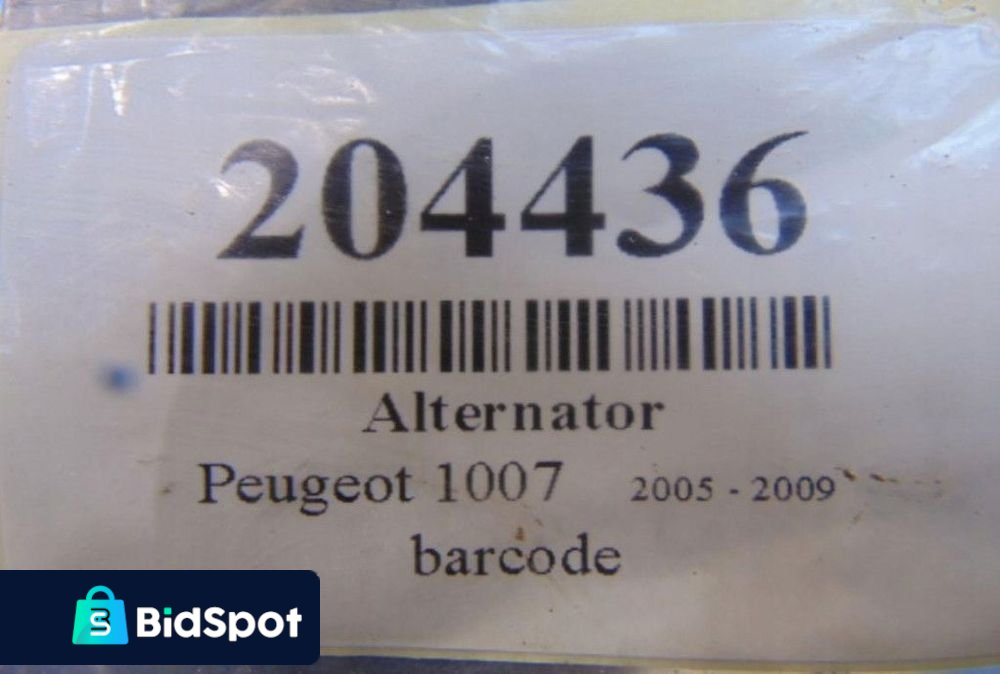 204436
Alternator
Peugeot 1007 2005 - 2009
barcode
BidSpot